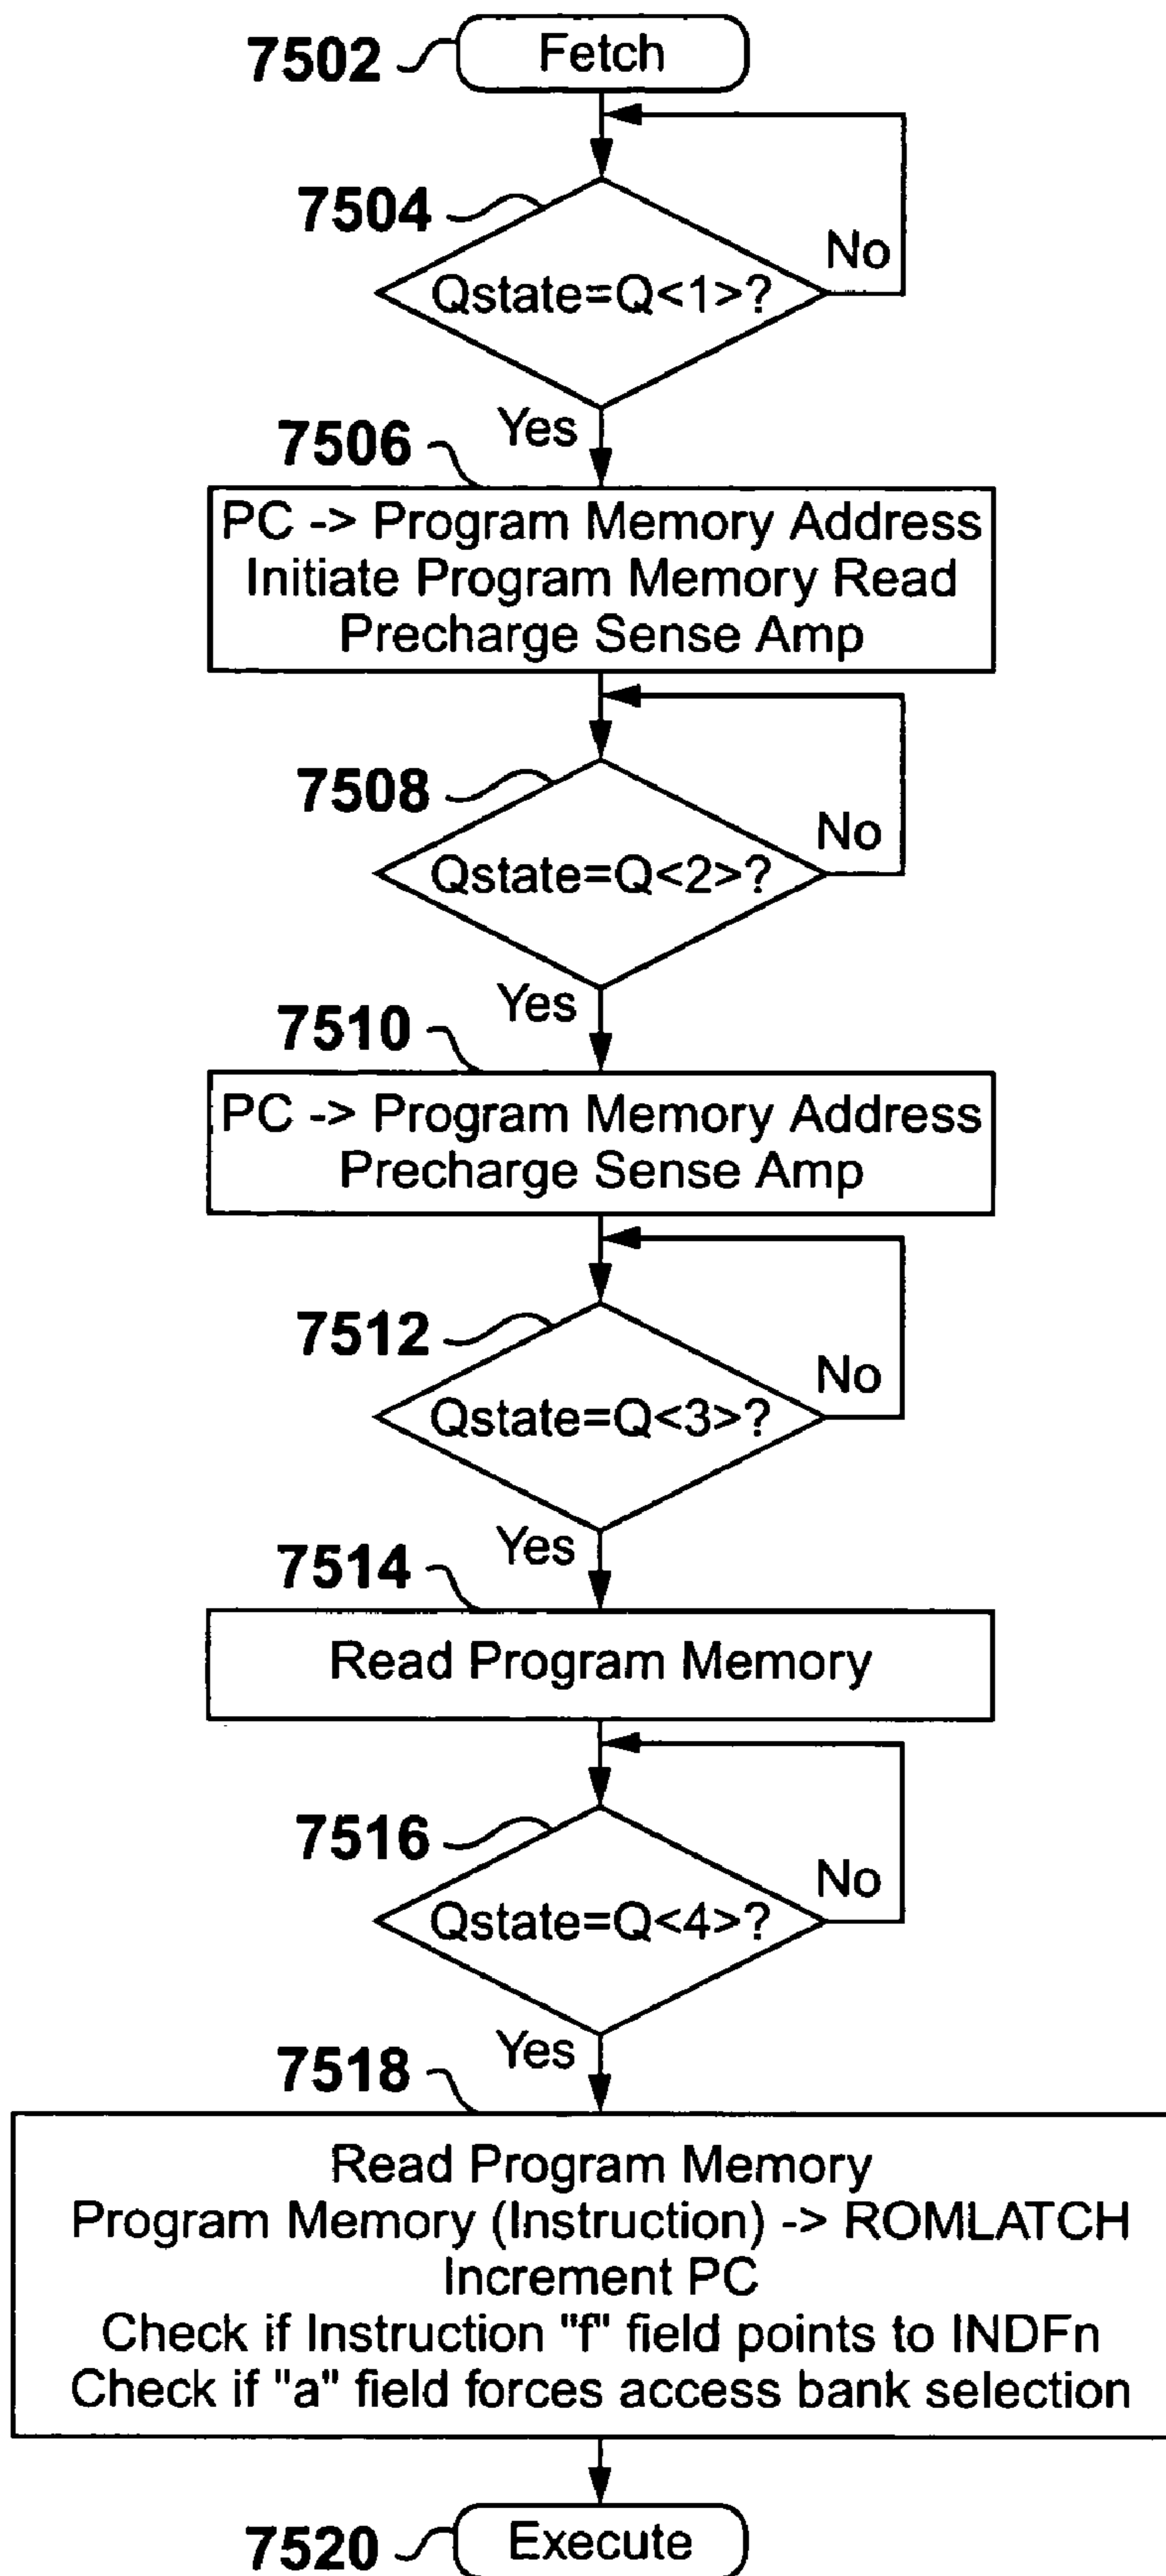 7502
Fetch
7504
Qstate=Q<1>?
No
Yes
7506
PC -> Program Memory Address
Initiate Program Memory Read
Precharge Sense Amp
7508
Qstate=Q<2>?
No
Yes
7510
PC -> Program Memory Address
Precharge Sense Amp
7512
Qstate=Q<3>?
No
Yes
7514
Read Program Memory
7516
Qstate=Q<4>?
No
Yes
7518
Read Program Memory
Program Memory (Instruction) -> ROMLATCH
Increment PC
Check if Instruction "f" field points to INDFn
Check if "a" field forces access bank selection
7520
Execute